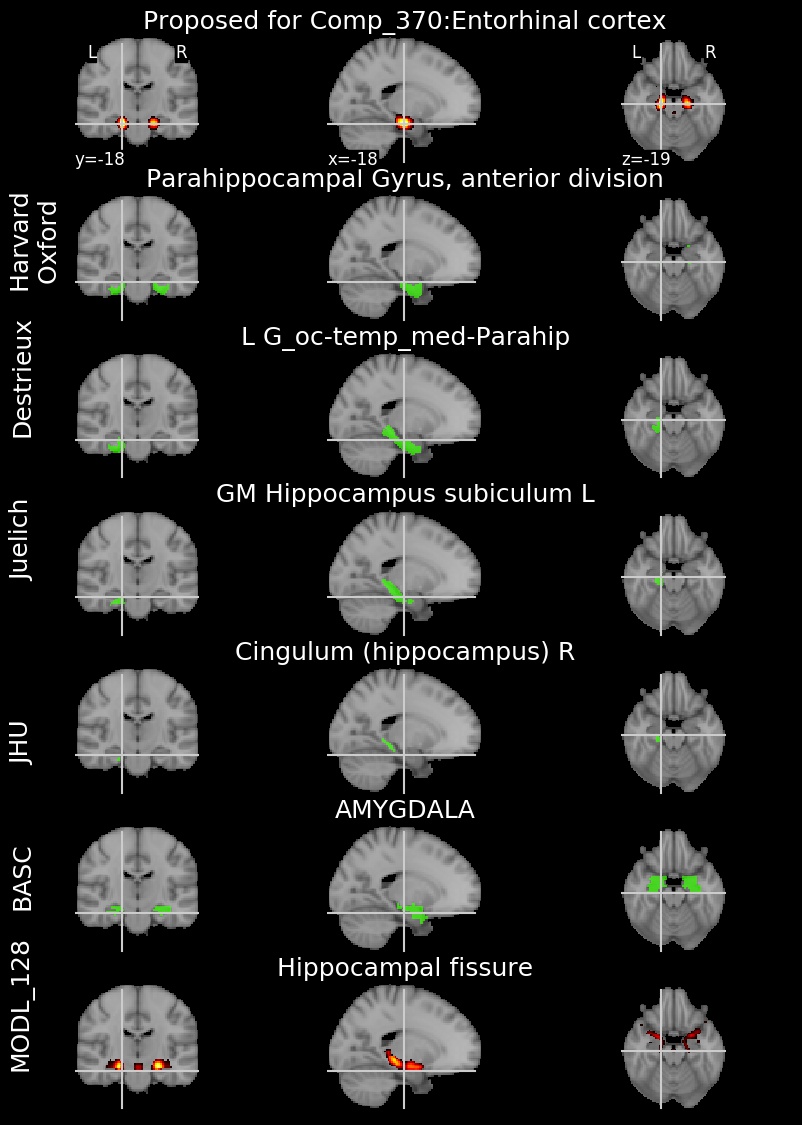 Proposed for Comp_370:Entorhinal cortex
L R
L R
y=-18
x=-18
z=-19
Parahippocampal Gyrus, anterior division
Harvard
Oxford
L G_oc-temp_med-Parahip
Destrieux
GM Hippocampus subiculum L
Juelich
Cingulum (hippocampus) R
JHU
AMYGDALA
BASC
Hippocampal fissure
MODL_128